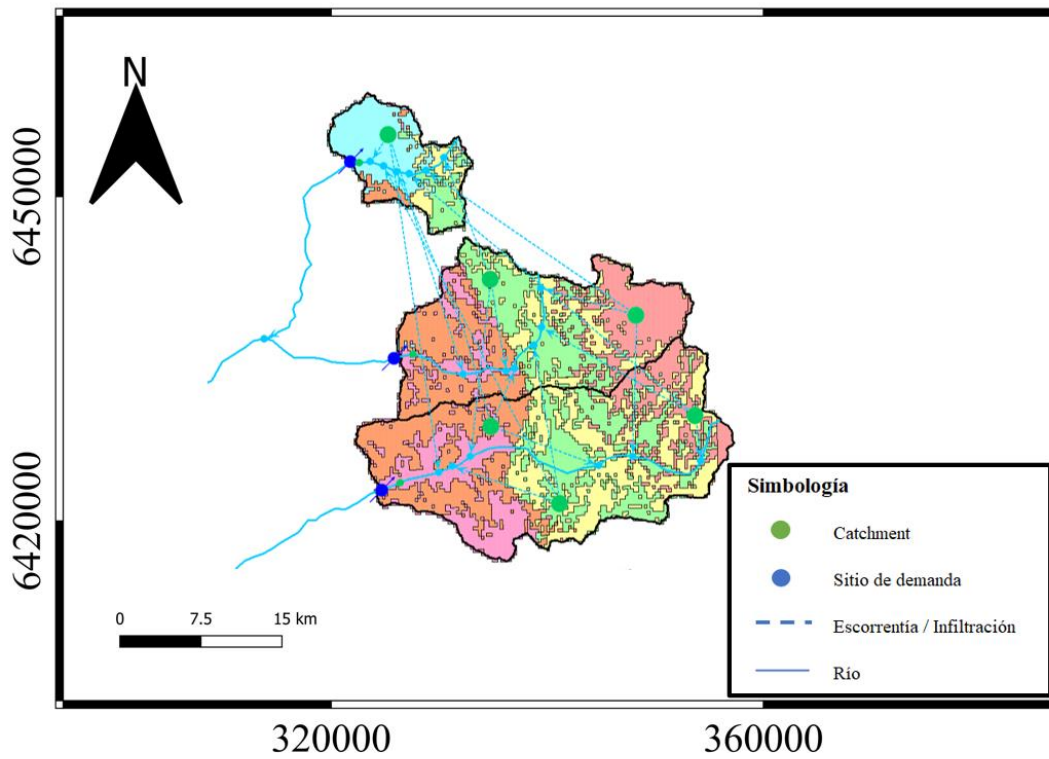 N
6450000
6420000
0 7.5 15 km
Simbología
Catchment
Sitio de demanda
Escorrentía / Infiltración
Río
320000 360000